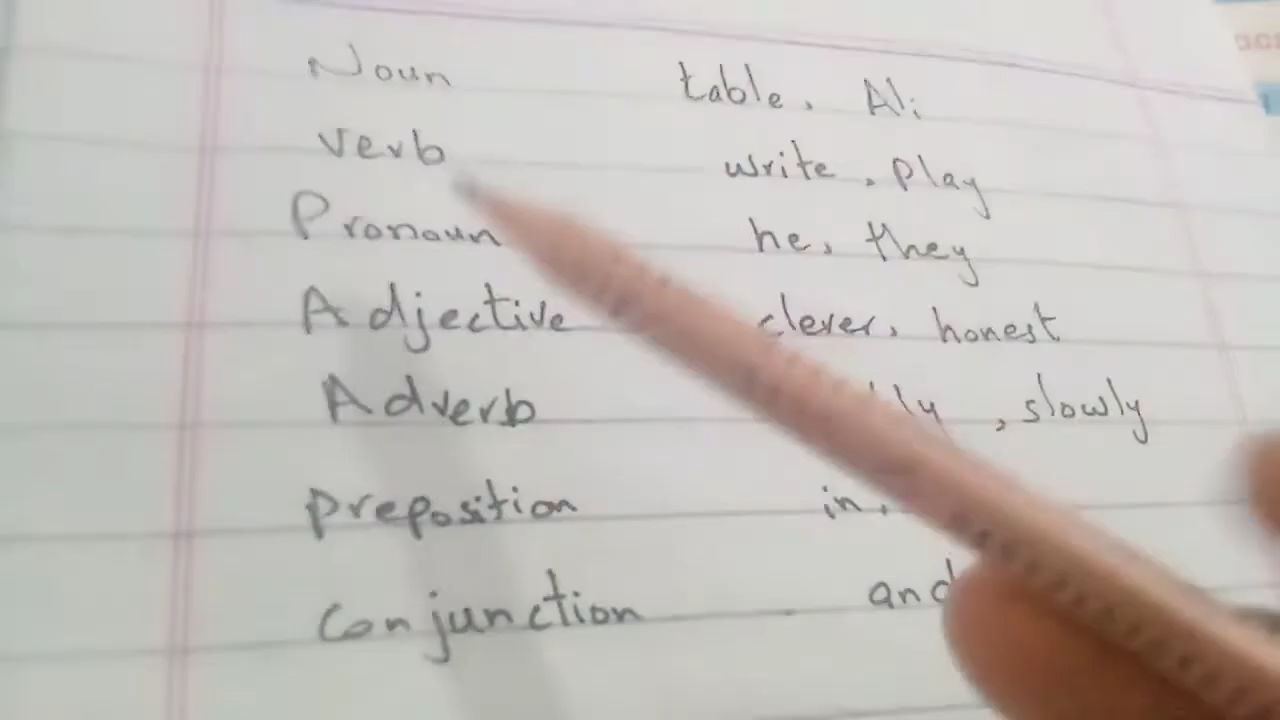 Noun table, Ali
Verb write, Play
Pronoun he, they
Adjective clever, honest
Adverb , slowly
Preposition in,
Conjunction and